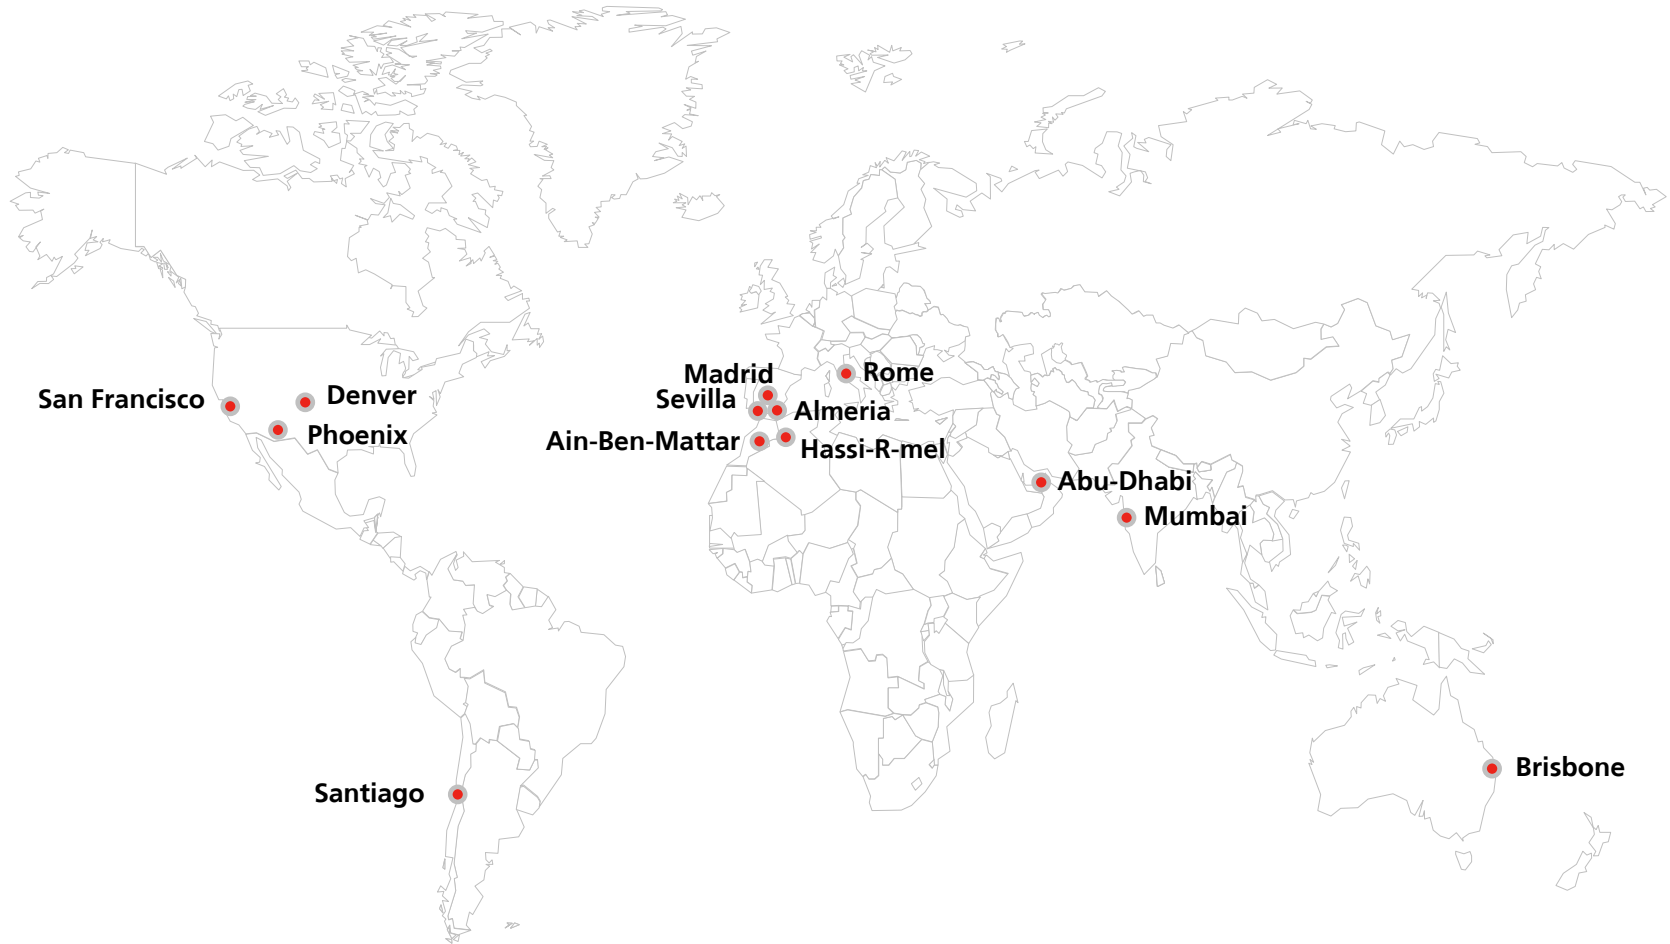 Madrid
Rome
Sevilla
San Francisco
Denver
Almeria
Phoenix
Ain-Ben-Mattar
Hassi-R-mel
Abu-Dhabi
Mumbai
Brisbone
Santiago